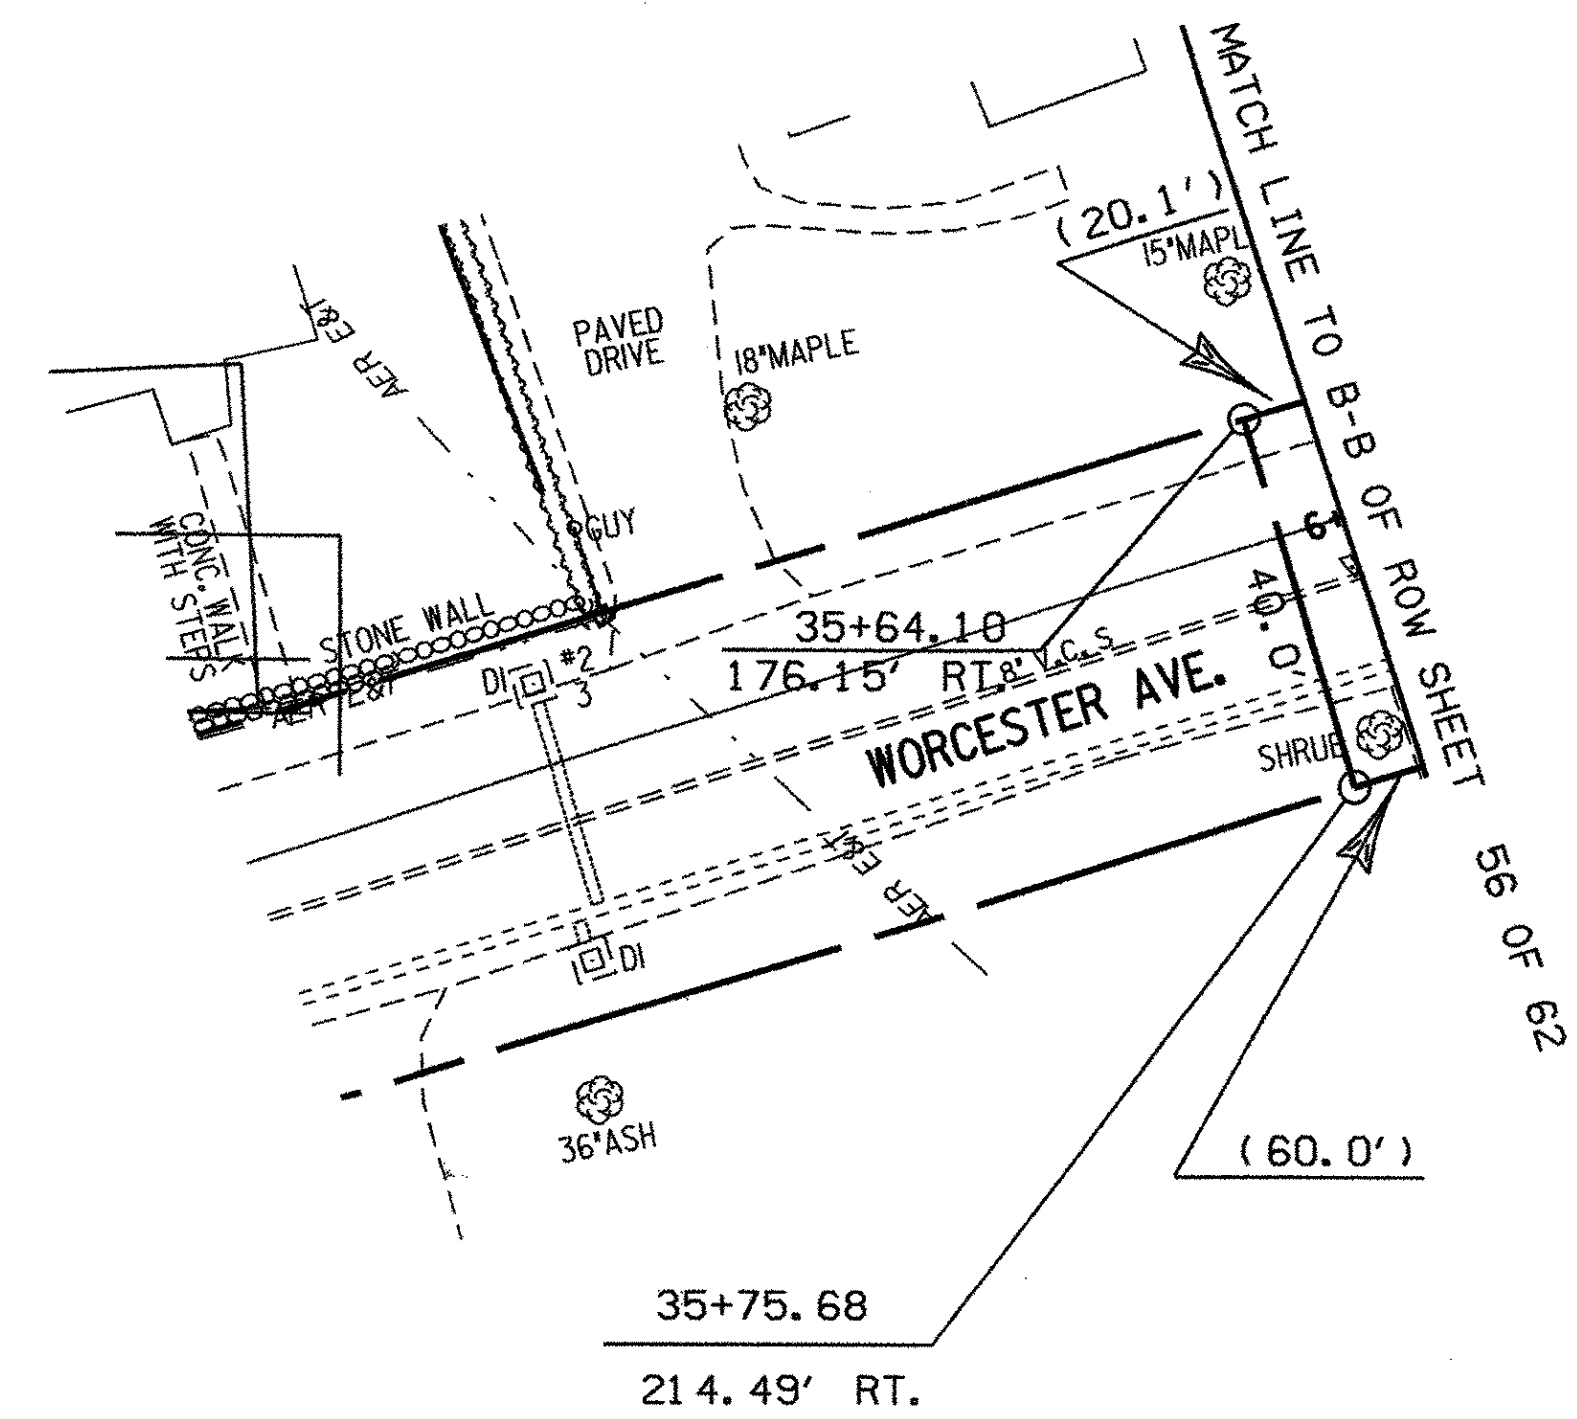 MATCH LINE TO B-B OF ROW SHEET 56 OF 62
(20.1')
15"MAPL
PAVED
DRIVE
18"MAPLE
AER E&T
GUY
CONC. WALK
WITH STEPS
STONE WALL
AER E&T
DI
#2
3
35+64.10
176.15' RT.
8" V.C. S
WORCESTER AVE.
40.0'
SHRUB
AER E&T
DI
36"ASH
(60.0')
35+75.68
214.49' RT.